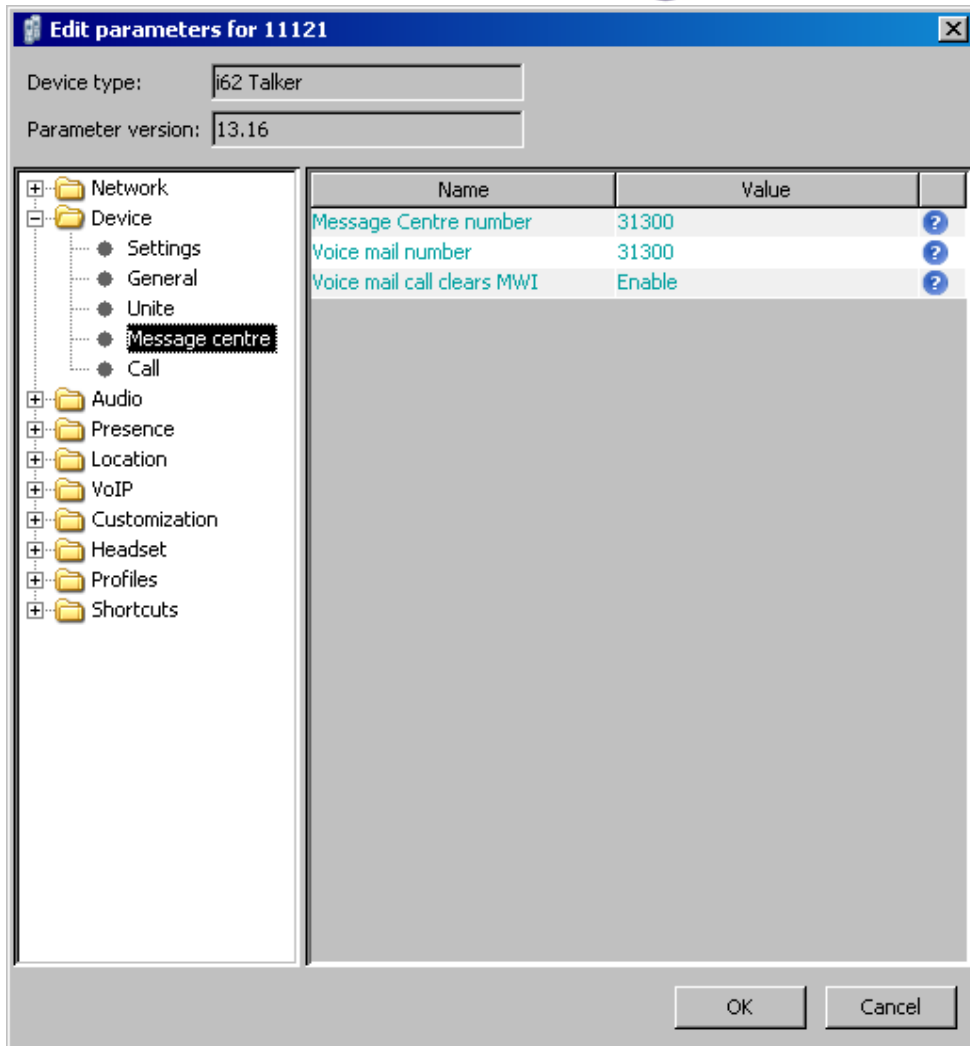 Edit parameters for 11121
Device type: i62 Talker
Parameter version: 13.16
Network
Device
Settings
General
Unite
Message centre
Call
Audio
Presence
Location
VoIP
Customization
Headset
Profiles
Shortcuts
Name Value
Message Centre number 31300 ?
Voice mail number 31300 ?
Voice mail call clears MWI Enable ?
OK Cancel